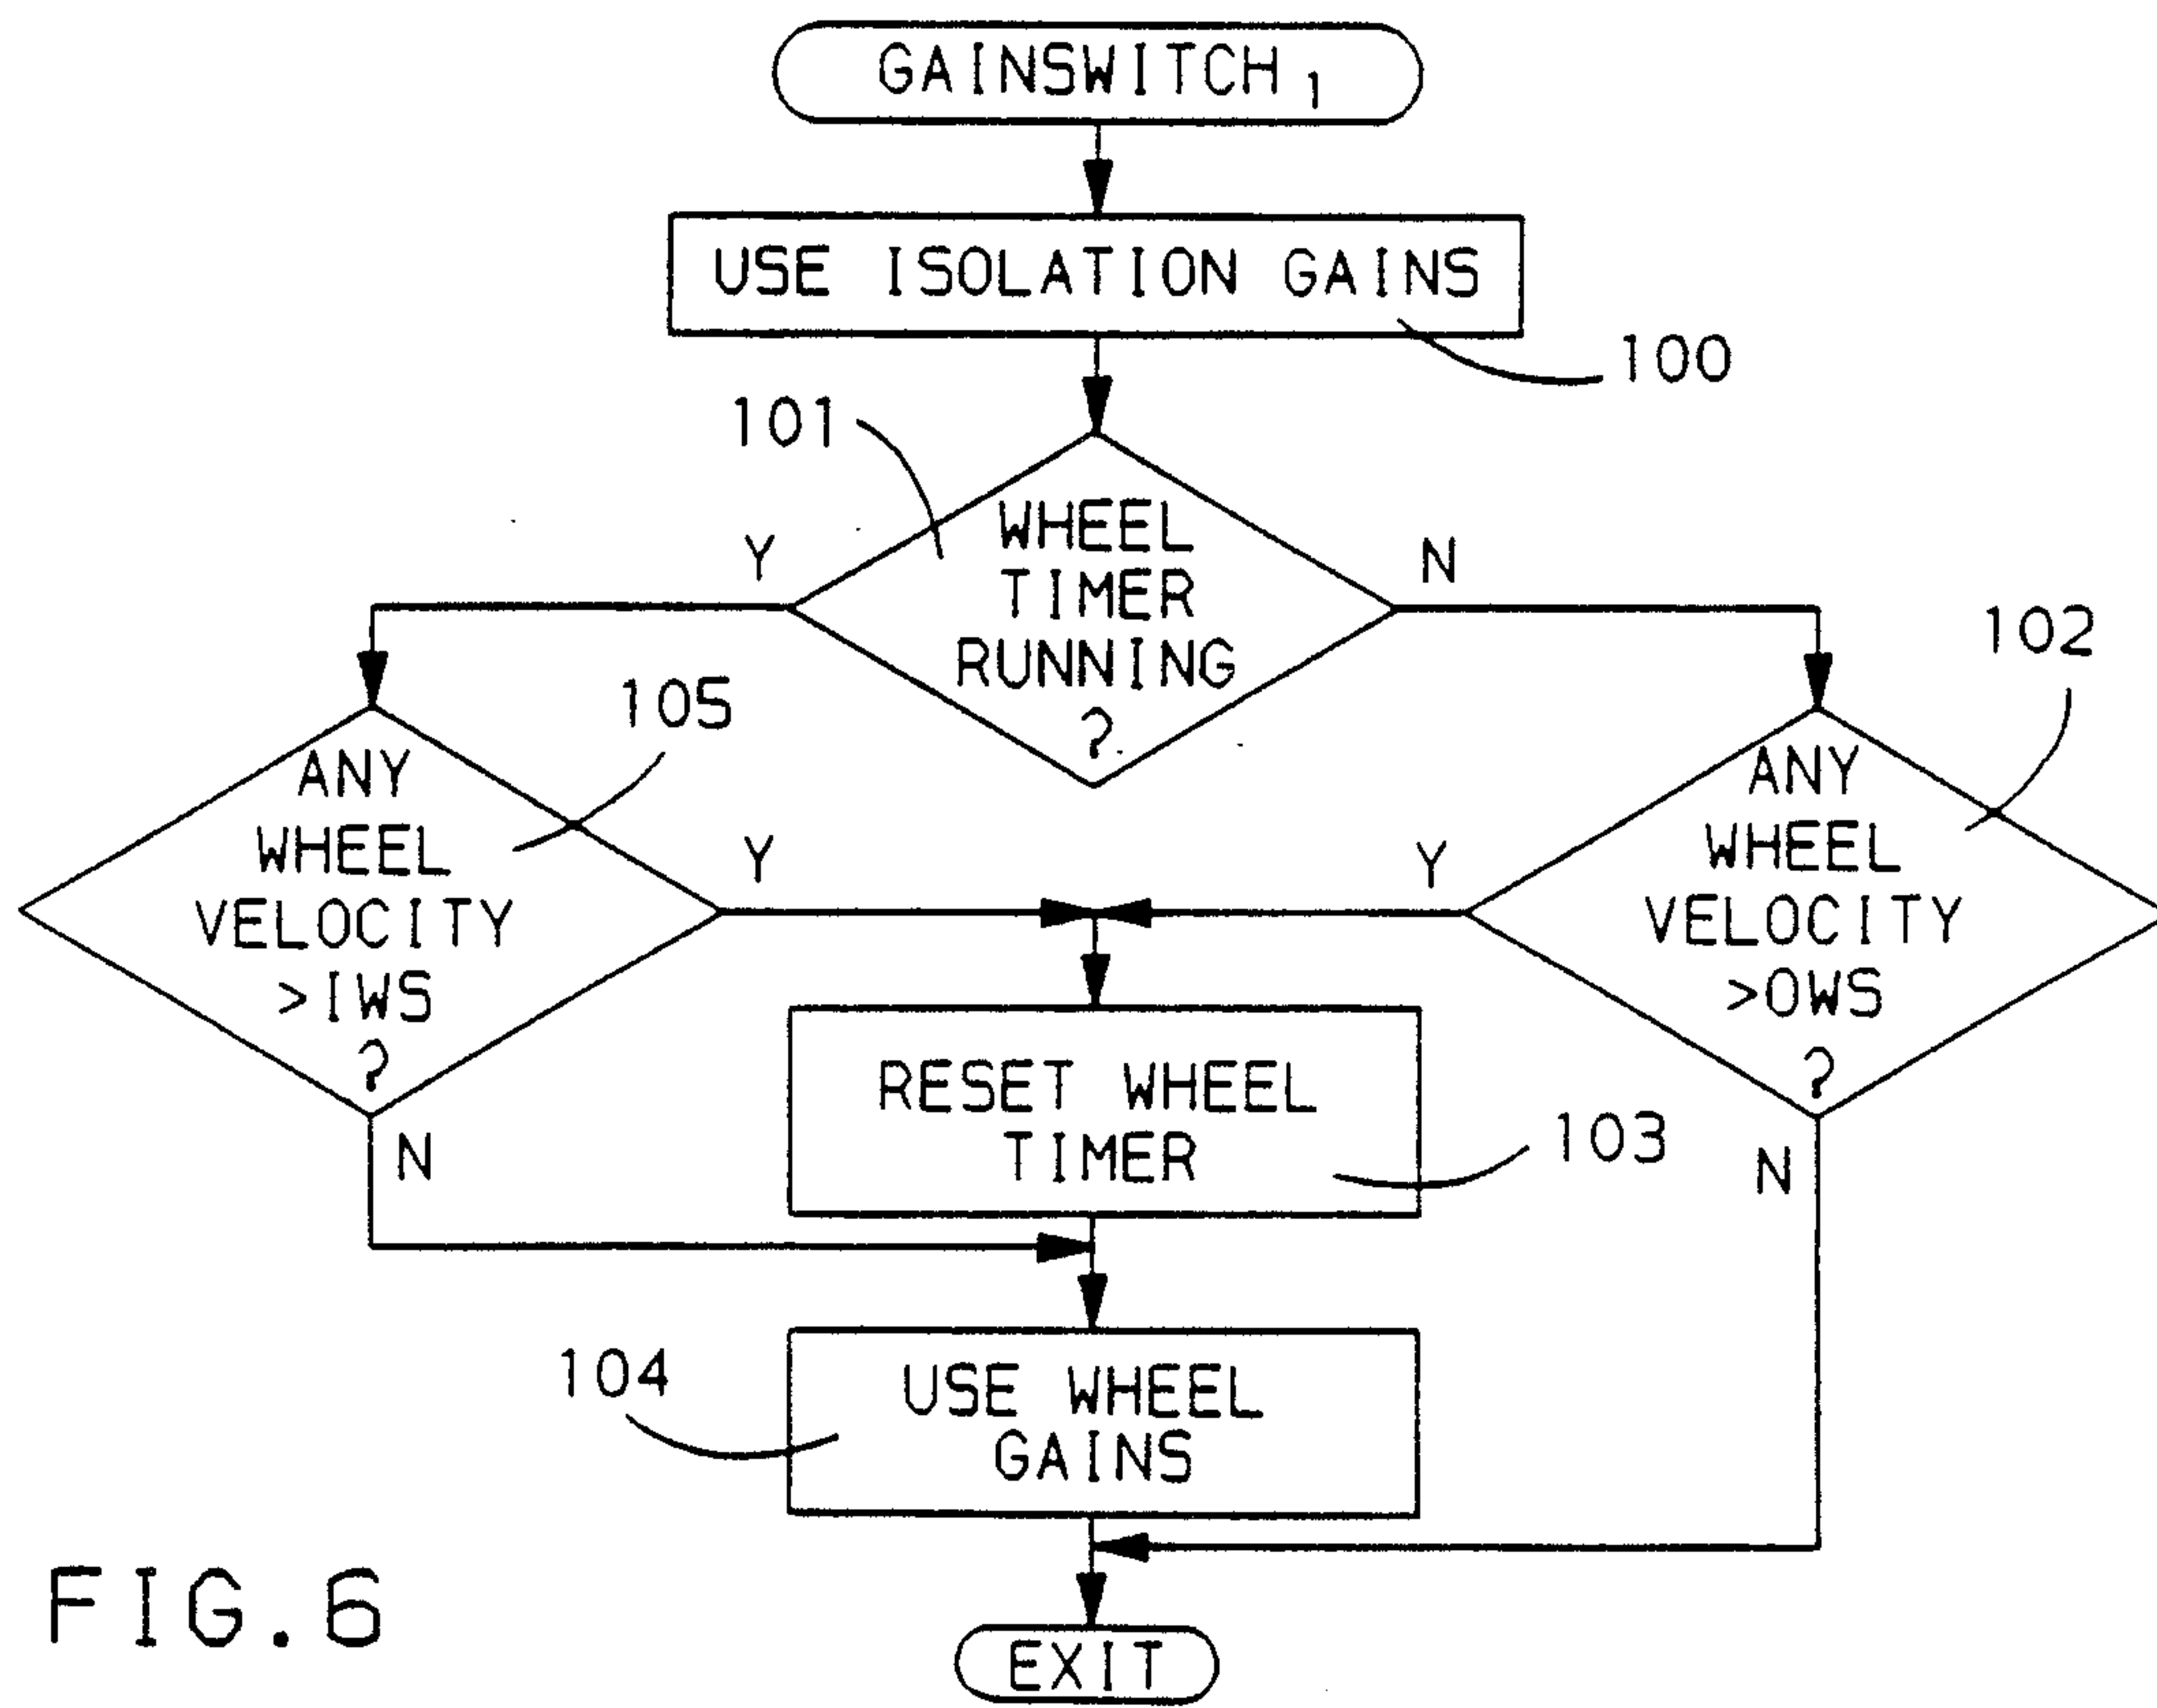 GAINSWITCH 1
USE ISOLATION GAINS
100
101
WHEEL
TIMER
RUNNING
?
Y
N
102
105
ANY
WHEEL
VELOCITY
>IWS
?
Y
N
ANY
WHEEL
VELOCITY
>OWS
?
Y
N
RESET WHEEL
TIMER
103
104
USE WHEEL
GAINS
EXIT
FIG.6